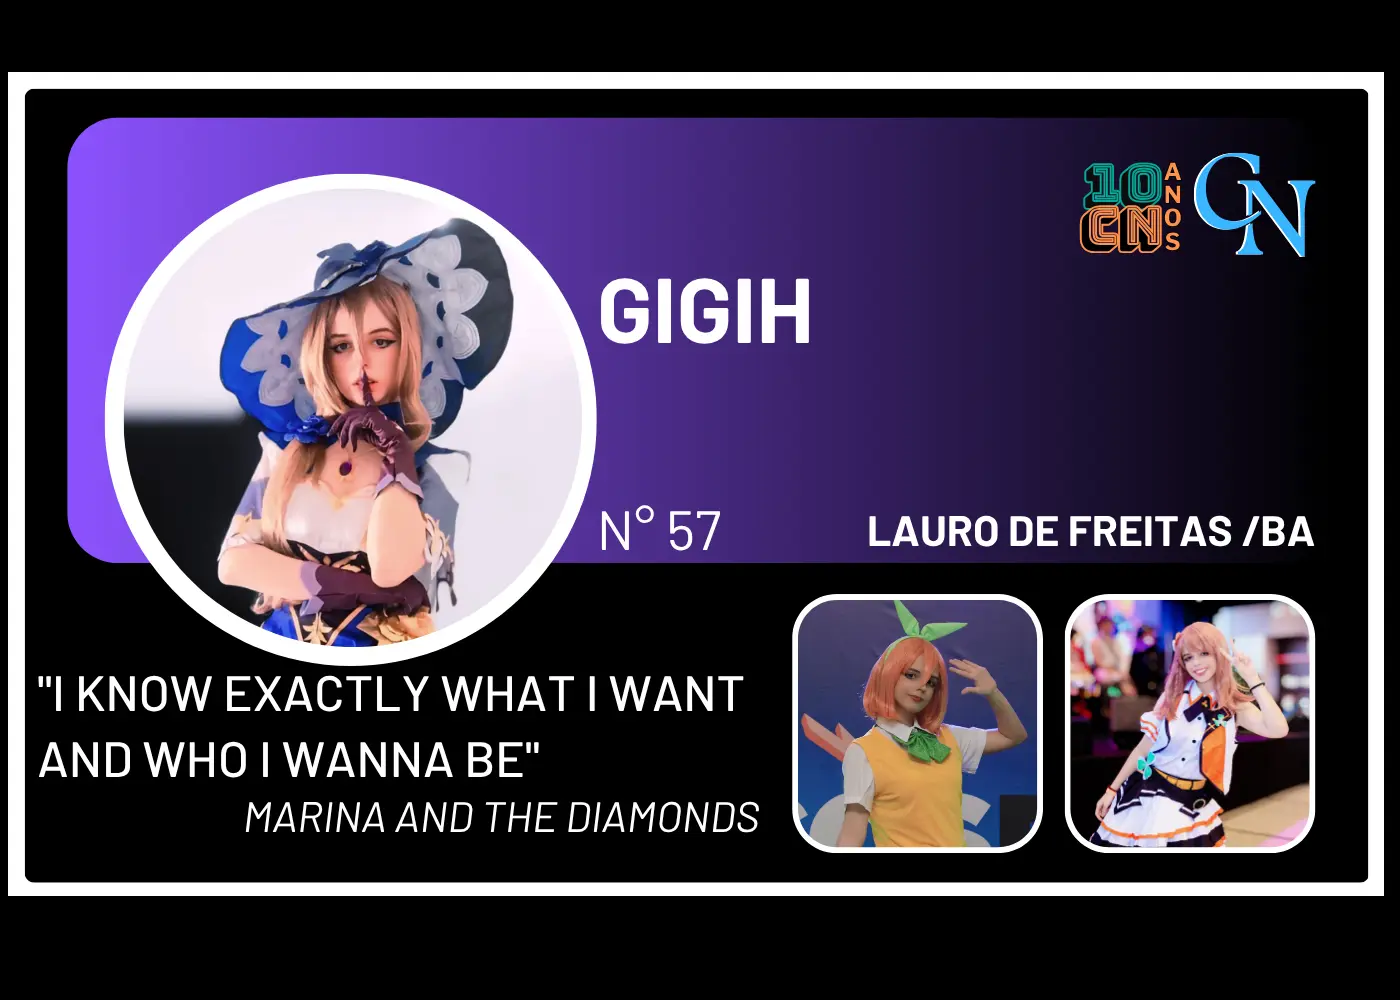 10
CN
ANOS
CN
GIGIH
N° 57
LAURO DE FREITAS /BA
"I KNOW EXACTLY WHAT I WANT
AND WHO I WANNA BE"
MARINA AND THE DIAMONDS